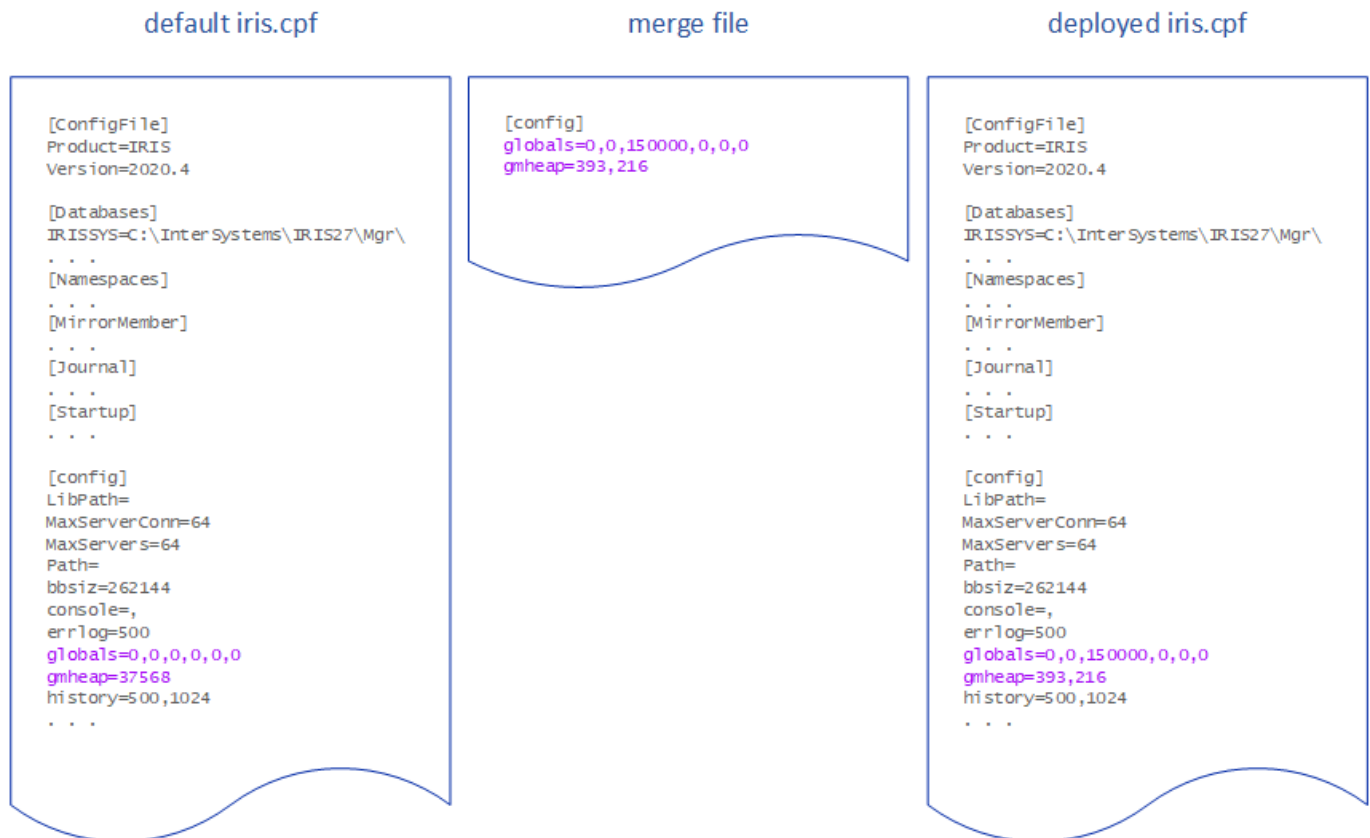 default iris.cpf
[ConfigFile]
Product=IRIS
Version=2020.4
[Databases]
IRISSYS=C:\InterSystems\IRIS27\Mgr\
. . .
[Namespaces]
. . .
[MirrorMember]
. . .
[Journal]
. . .
[Startup]
. . .
[config]
LibPath=
MaxServerConn=64
MaxServers=64
Path=
bbsiz=262144
console=,
errlog=500
globals=0,0,0,0,0,0
gmheap=37568
history=500,1024
. . .
merge file
[config]
globals=0,0,150000,0,0,0
gmheap=393,216
deployed iris.cpf
[ConfigFile]
Product=IRIS
Version=2020.4
[Databases]
IRISSYS=C:\InterSystems\IRIS27\Mgr\
. . .
[Namespaces]
. . .
[MirrorMember]
. . .
[Journal]
. . .
[Startup]
. . .
[config]
LibPath=
MaxServerConn=64
MaxServers=64
Path=
bbsiz=262144
console=,
errlog=500
globals=0,0,150000,0,0,0
gmheap=393,216
history=500,1024
. . .